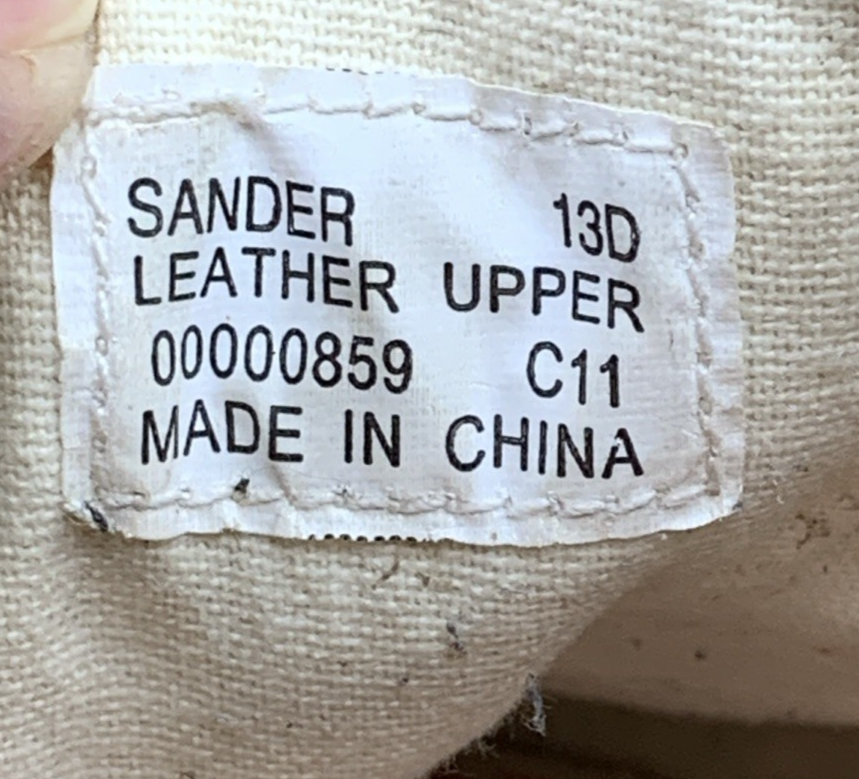 SANDER 13D
LEATHER UPPER
00000859 C11
MADE IN CHINA